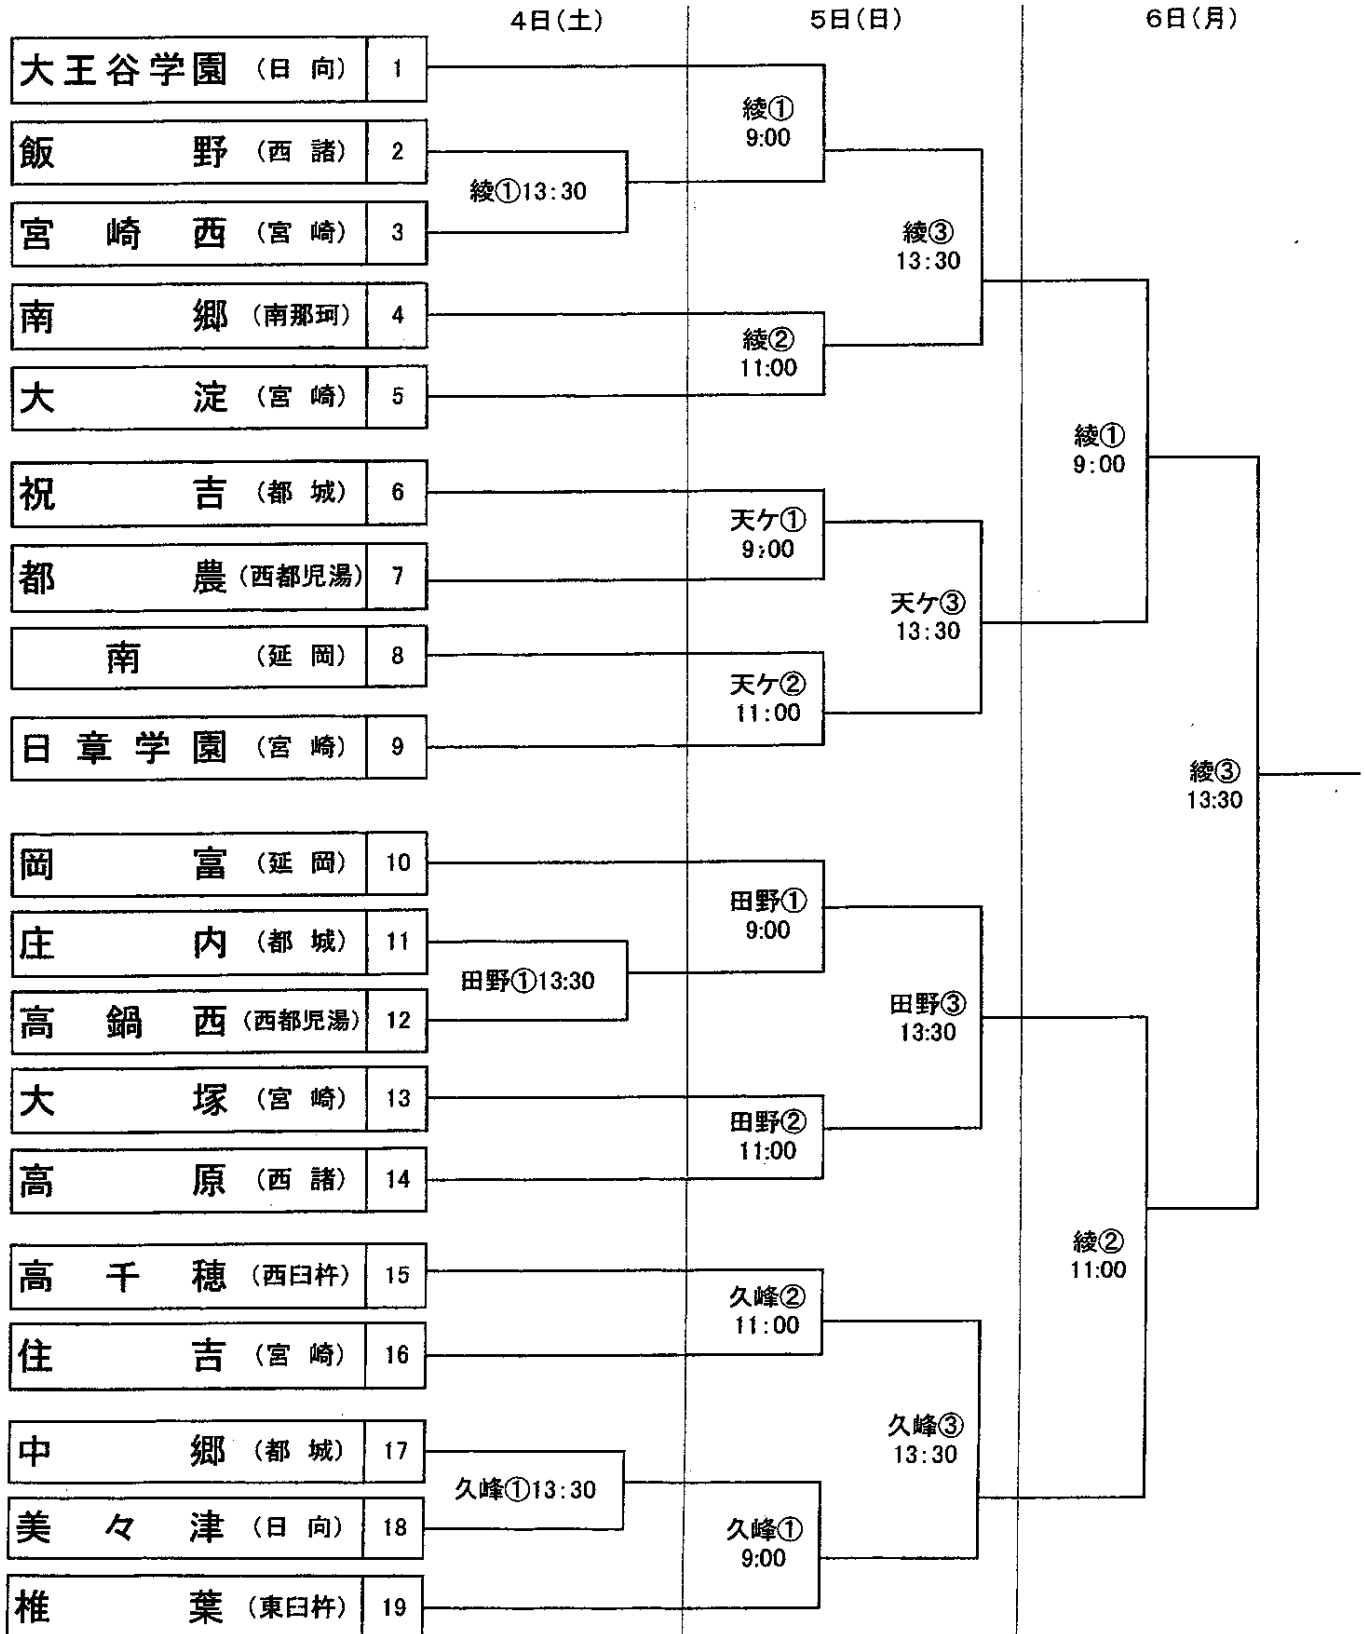 4日(土) 5日(日) 6日(月)
大王谷学園 (日 向) 1
綾①
9:00
飯 野 (西 諸) 2
綾①13:30
宮 崎 西 (宮 崎) 3
綾③
13:30
南 郷 (南那珂) 4
綾②
11:00
大 淀 (宮 崎) 5
綾①
9:00
祝 吉 (都 城) 6
天ケ①
9:00
都 農 (西都児湯) 7
天ケ③
13:30
南 (延 岡) 8
天ケ②
11:00
日 章 学 園 (宮 崎) 9
綾③
13:30
岡 富 (延 岡) 10
田野①
9:00
庄 内 (都 城) 11
田野①13:30
高 鍋 西 (西都児湯) 12
田野③
13:30
大 塚 (宮 崎) 13
田野②
11:00
高 原 (西 諸) 14
綾②
11:00
高 千 穂 (西臼杵) 15
久峰②
11:00
住 吉 (宮 崎) 16
久峰③
13:30
中 郷 (都 城) 17
久峰①13:30
美 々 津 (日 向) 18
久峰①
9:00
椎 葉 (東臼杵) 19